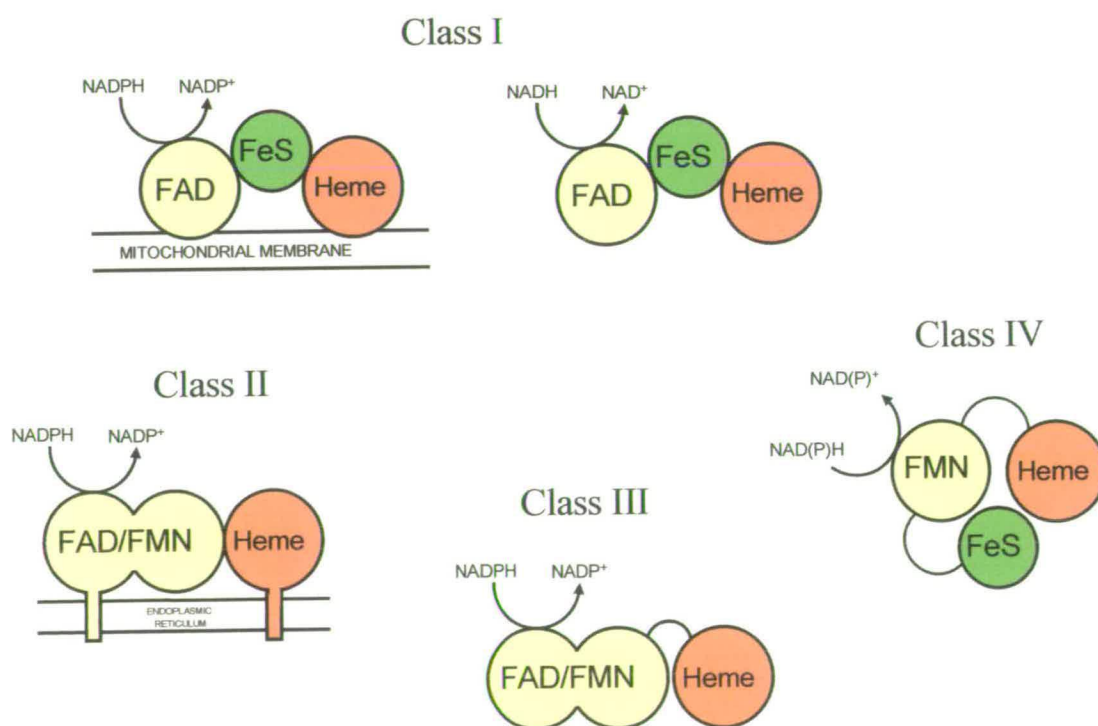 Class I
NADPH NADP⁺
FAD
FeS
Heme
MITOCHONDRIAL MEMBRANE
NADH NAD⁺
FAD
FeS
Heme
Class II
NADPH NADP⁺
FAD/FMN
Heme
ENDOPLASMIC
RETICULUM
Class III
NADPH NADP⁺
FAD/FMN
Heme
Class IV
NAD(P)⁺
NAD(P)H
FMN
Heme
FeS